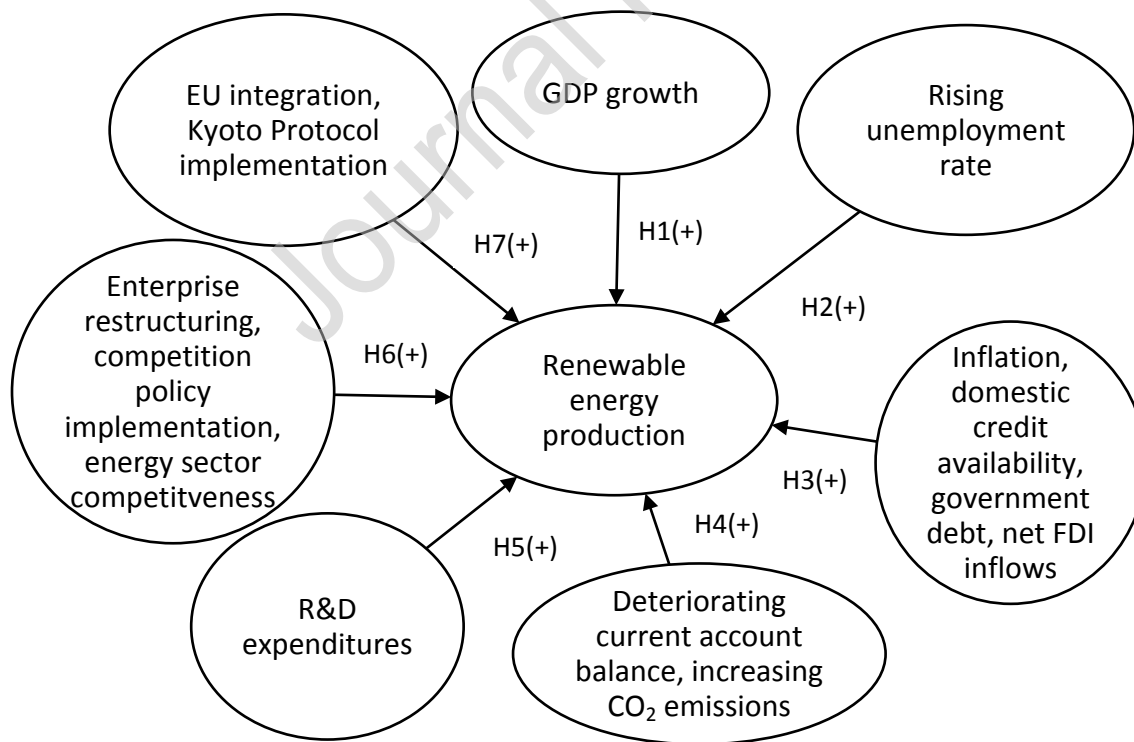 Journal
EU integration,
Kyoto Protocol
implementation
GDP growth
Rising
unemployment
rate
H7(+)
H1(+)
H2(+)
Enterprise
restructuring,
competition
policy
implementation,
energy sector
competitveness
H6(+)
Renewable
energy
production
Inflation,
domestic
credit
availability,
government
debt, net FDI
inflows
H3(+)
H5(+)
H4(+)
R&D
expenditures
Deteriorating
current account
balance, increasing
CO₂ emissions